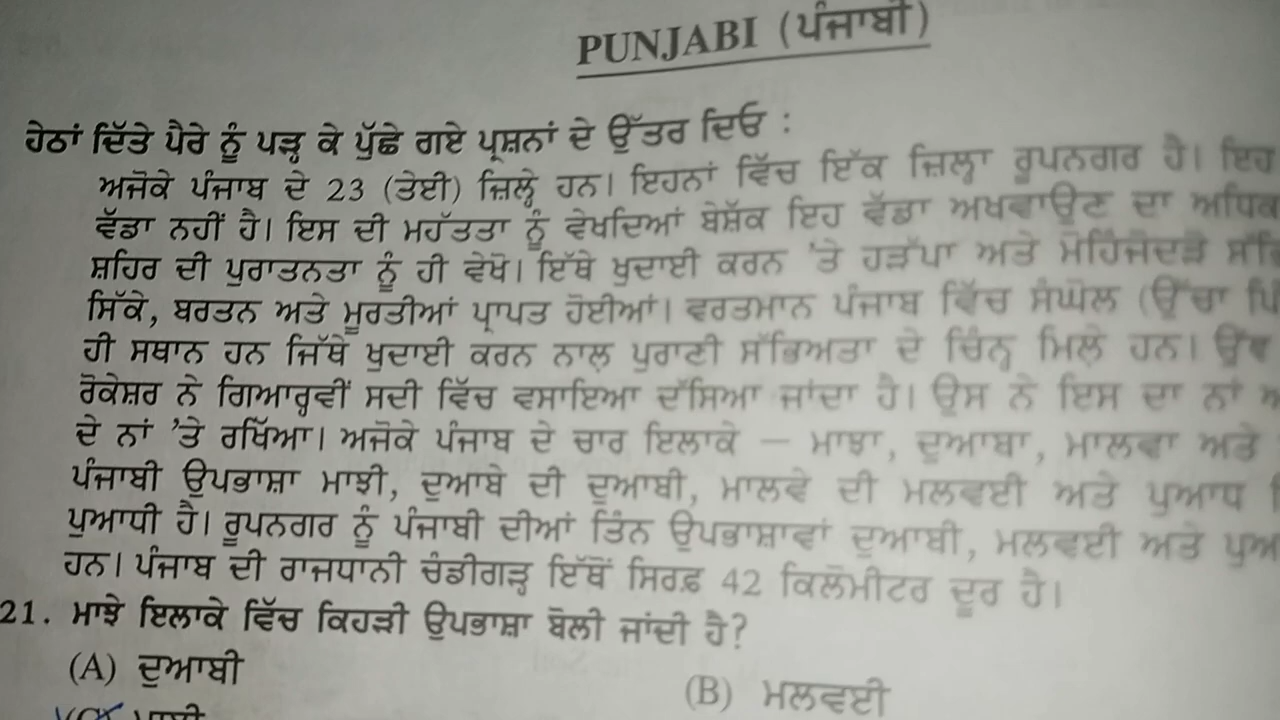 PUNJABI (ਪੰਜਾਬੀ)
ਹੇਠਾਂ ਦਿੱਤੇ ਪੈਰੇ ਨੂੰ ਪੜ੍ਹ ਕੇ ਪੁੱਛੇ ਗਏ ਪ੍ਰਸ਼ਨਾਂ ਦੇ ਉੱਤਰ ਦਿਓ :
ਅਜੋਕੇ ਪੰਜਾਬ ਦੇ 23 (ਤੇਈ) ਜ਼ਿਲ੍ਹੇ ਹਨ। ਇਹਨਾਂ ਵਿੱਚ ਇੱਕ ਜ਼ਿਲ੍ਹਾ ਰੂਪਨਗਰ ਹੈ। ਇਹ
ਵੱਡਾ ਨਹੀਂ ਹੈ। ਇਸ ਦੀ ਮਹੱਤਤਾ ਨੂੰ ਵੇਖਦਿਆਂ ਬੇਸ਼ੱਕ ਇਹ ਵੱਡਾ ਅਖਵਾਉਣ ਦਾ
ਸ਼ਹਿਰ ਦੀ ਪੁਰਾਤਨਤਾ ਨੂੰ ਹੀ ਵੇਖੋ। ਇੱਥੇ ਖੁਦਾਈ ਕਰਨ 'ਤੇ ਹੜੱਪਾ ਅਤੇ ਮੋਹਿੰਜੋਦੜੋ
ਸਿੱਕੇ, ਬਰਤਨ ਅਤੇ ਮੂਰਤੀਆਂ ਪ੍ਰਾਪਤ ਹੋਈਆਂ। ਵਰਤਮਾਨ ਪੰਜਾਬ ਵਿੱਚ ਸੰਘੋਲ (ਉੱਚਾ
ਹੀ ਸਥਾਨ ਹਨ ਜਿੱਥੇ ਖੁਦਾਈ ਕਰਨ ਨਾਲ਼ ਪੁਰਾਣੀ ਸੱਭਿਅਤਾ ਦੇ ਚਿੰਨ੍ਹ ਮਿਲ਼ੇ ਹਨ।
ਰੋਕੇਸ਼ਰ ਨੇ ਗਿਆਰ੍ਹਵੀਂ ਸਦੀ ਵਿੱਚ ਵਸਾਇਆ ਦੱਸਿਆ ਜਾਂਦਾ ਹੈ। ਉਸ ਨੇ ਇਸ ਦਾ ਨਾਂ
ਦੇ ਨਾਂ 'ਤੇ ਰਖਿੱਆ। ਅਜੋਕੇ ਪੰਜਾਬ ਦੇ ਚਾਰ ਇਲਾਕੇ – ਮਾਝਾ, ਦੁਆਬਾ, ਮਾਲਵਾ ਅਤੇ
ਪੰਜਾਬੀ ਉਪਭਾਸ਼ਾ ਮਾਝੀ, ਦੁਆਬੇ ਦੀ ਦੁਆਬੀ, ਮਾਲਵੇ ਦੀ ਮਲਵਈ ਅਤੇ ਪੁਆਧ
ਪੁਆਧੀ ਹੈ। ਰੂਪਨਗਰ ਨੂੰ ਪੰਜਾਬੀ ਦੀਆਂ ਤਿੰਨ ਉਪਭਾਸ਼ਾਵਾਂ ਦੁਆਬੀ, ਮਲਵਈ ਅਤੇ
ਹਨ। ਪੰਜਾਬ ਦੀ ਰਾਜਧਾਨੀ ਚੰਡੀਗੜ੍ਹ ਇੱਥੋਂ ਸਿਰਫ਼ 42 ਕਿਲੋਮੀਟਰ ਦੂਰ ਹੈ।
21. ਮਾਝੇ ਇਲਾਕੇ ਵਿੱਚ ਕਿਹੜੀ ਉਪਭਾਸ਼ਾ ਬੋਲੀ ਜਾਂਦੀ ਹੈ?
(A) ਦੁਆਬੀ
(B) ਮਲਵਈ